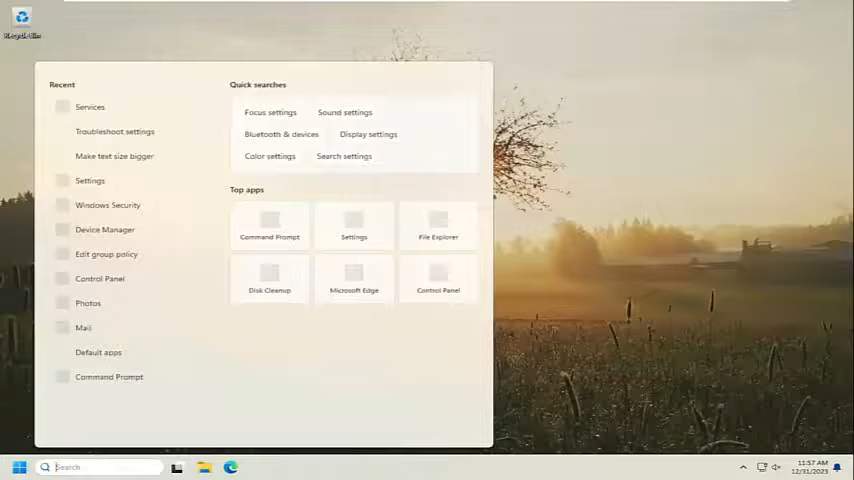 Recycle Bin
Recent
Services
Troubleshoot settings
Make text size bigger
Settings
Windows Security
Device Manager
Edit group policy
Control Panel
Photos
Mail
Default apps
Command Prompt
Quick searches
Focus settings Sound settings
Bluetooth & devices Display settings
Color settings Search settings
Top apps
Command Prompt Settings File Explorer
Disk Cleanup Microsoft Edge Control Panel
Search
11:57 AM
12/31/2023